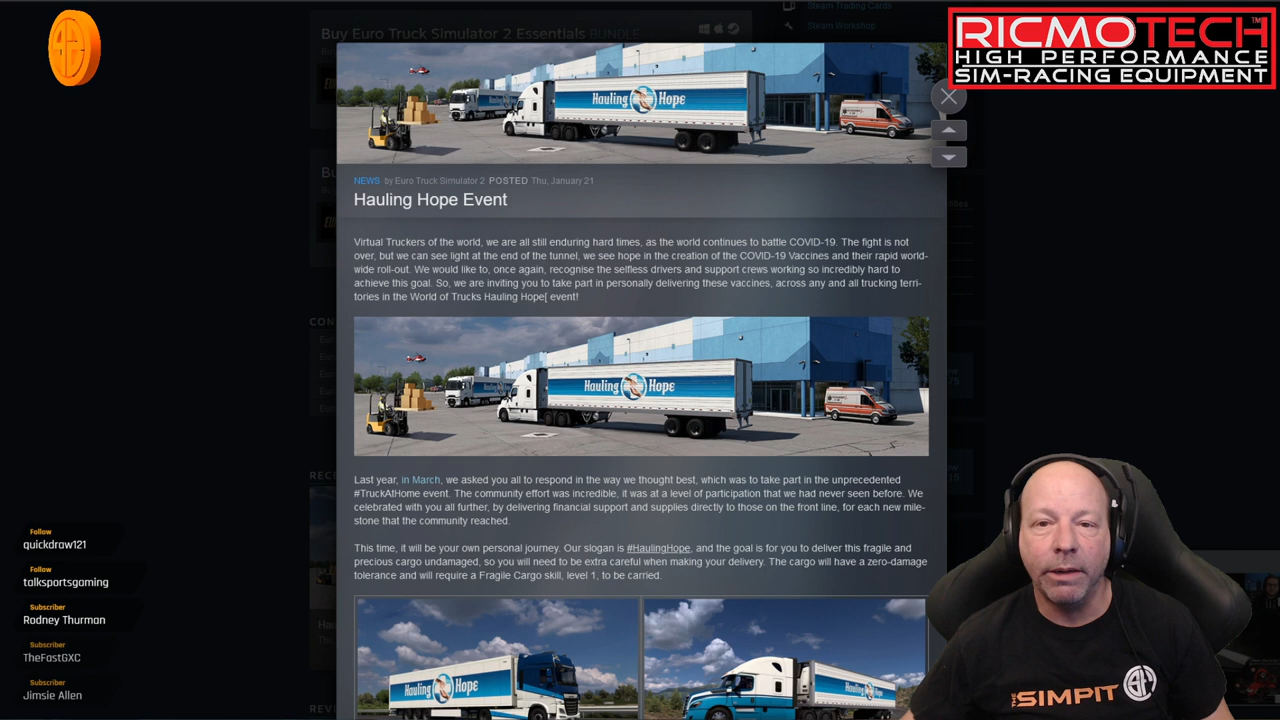 Steam Trading Cards
Buy Euro Truck Simulator 2 Essentials BUNDLE
Steam Workshop
RICMOTECH™
HIGH PERFORMANCE
SIM-RACING EQUIPMENT
Hauling Hope
NEWS by Euro Truck Simulator 2 POSTED Thu, January 21
Hauling Hope Event
Virtual Truckers of the world, we are all still enduring hard times, as the world continues to battle COVID-19. The fight is not
over, but we can see light at the end of the tunnel, we see hope in the creation of the COVID-19 Vaccines and their rapid world-
wide roll-out. We would like to, once again, recognise the selfless drivers and support crews working so incredibly hard to
achieve this goal. So, we are inviting you to take part in personally delivering these vaccines, across any and all trucking terri-
tories in the World of Trucks Hauling Hope[ event!
Hauling Hope
Last year, in March, we asked you all to respond in the way we thought best, which was to take part in the unprecedented
#TruckAtHome event. The community effort was incredible, it was at a level of participation that we had never seen before. We
celebrated with you all further, by delivering financial support and supplies directly to those on the front line, for each new mile-
stone that the community reached.
This time, it will be your own personal journey. Our slogan is #HaulingHope, and the goal is for you to deliver this fragile and
precious cargo undamaged, so you will need to be extra careful when making your delivery. The cargo will have a zero-damage
tolerance and will require a Fragile Cargo skill, level 1, to be carried.
Hauling Hope
Hauling Hope
Follow
quickdraw121
Follow
talksportsgaming
Subscriber
Rodney Thurman
Subscriber
TheFastGXC
Subscriber
Jimsie Allen
THE SIMPIT